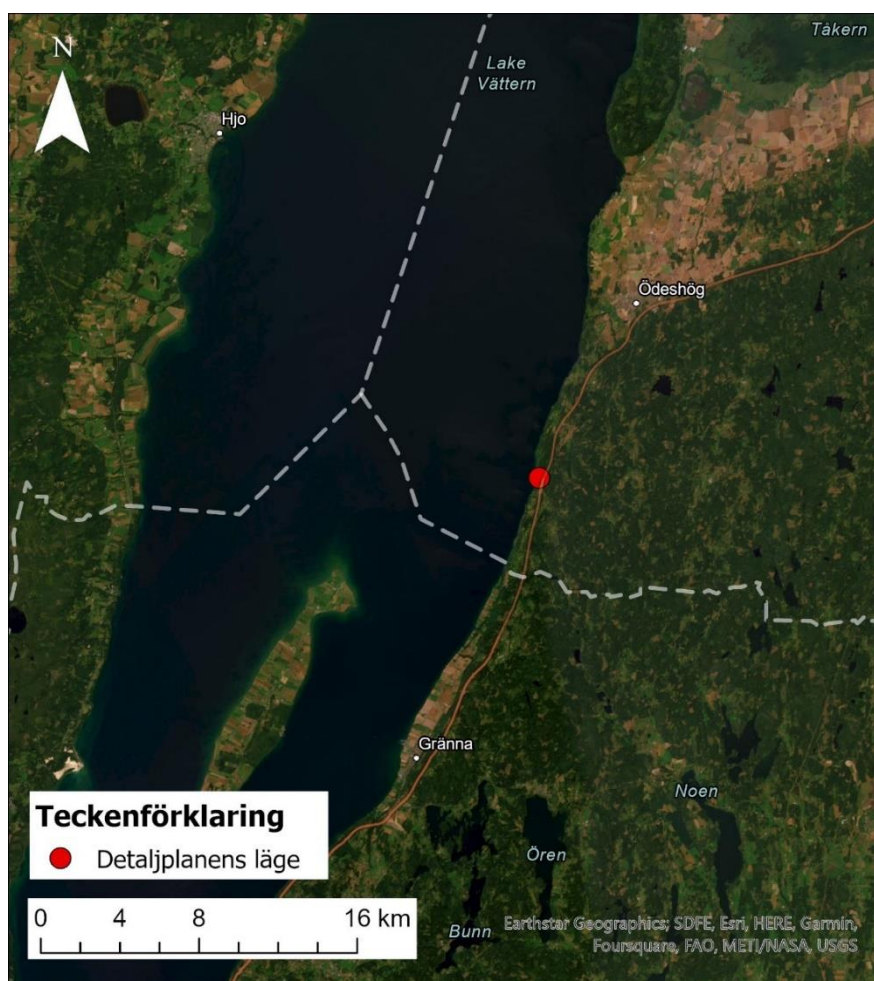 Tåkern
N
Lake
Vättern
Hjo
Ödeshög
Gränna
Noen
Ören
Bunn
Teckenförklaring
Detaljplanens läge
0 4 8 16 km
Earthstar Geographics; SDFE, Esri, HERE, Garmin,
Foursquare, FAO, METI/NASA, USGS